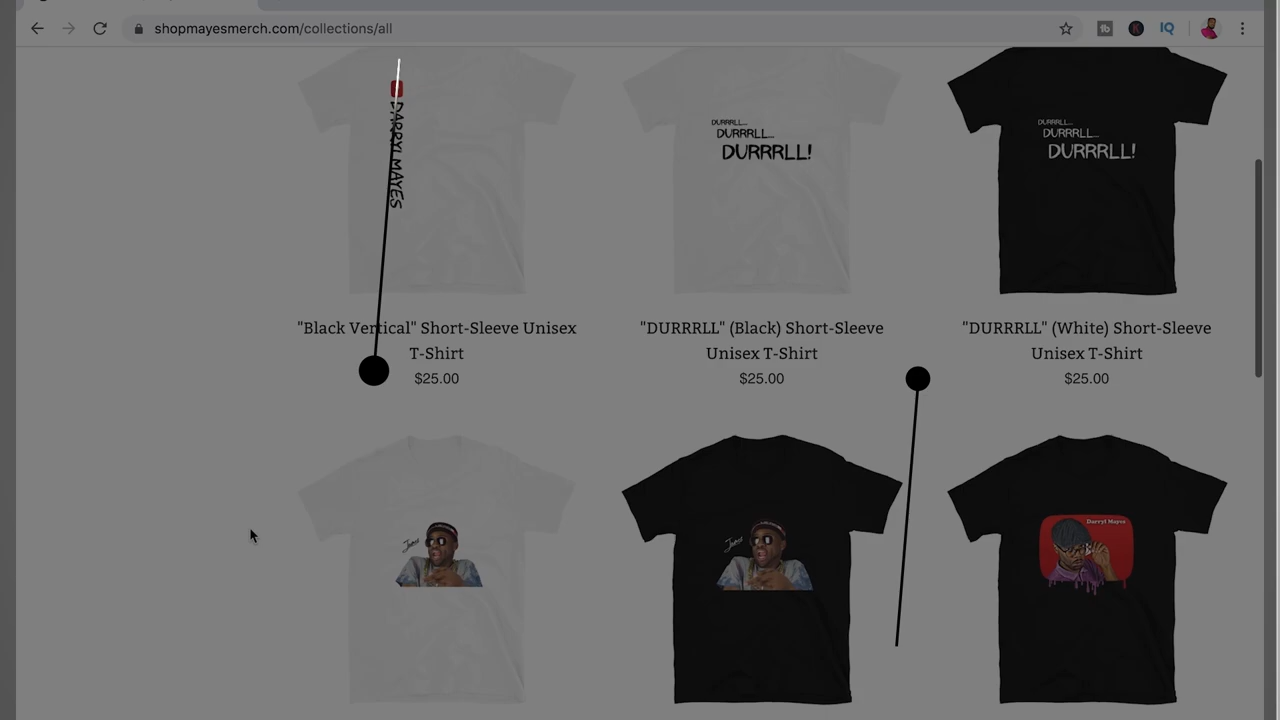 shopmayesmerch.com/collections/all
tb
K
IQ
DARRYL MAYES
DURRRLL...
DURRRLL...
DURRRLL!
DURRRLL...
DURRRLL...
DURRRLL!
"Black Vertical" Short-Sleeve Unisex
T-Shirt
$25.00
"DURRRLL" (Black) Short-Sleeve
Unisex T-Shirt
$25.00
"DURRRLL" (White) Short-Sleeve
Unisex T-Shirt
$25.00
Darryl Mayes